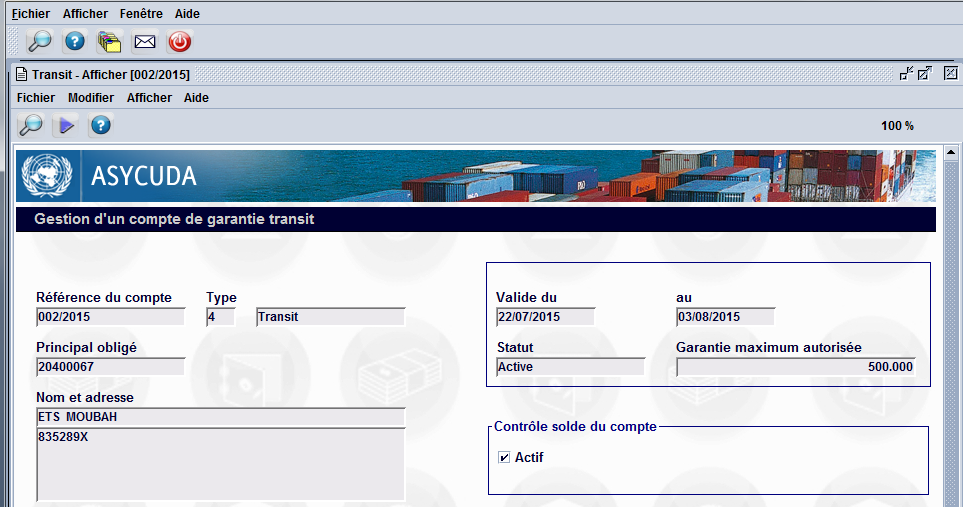 Fichier Afficher Fenêtre Aide
Transit - Afficher [002/2015]
Fichier Modifier Afficher Aide
100 %
ASYCUDA
Gestion d'un compte de garantie transit
Référence du compte Type
002/2015 4 Transit
Valide du au
22/07/2015 03/08/2015
Principal obligé
20400067
Statut Garantie maximum autorisée
Active 500.000
Nom et adresse
ETS MOUBAH
835289X
Contrôle solde du compte
Actif